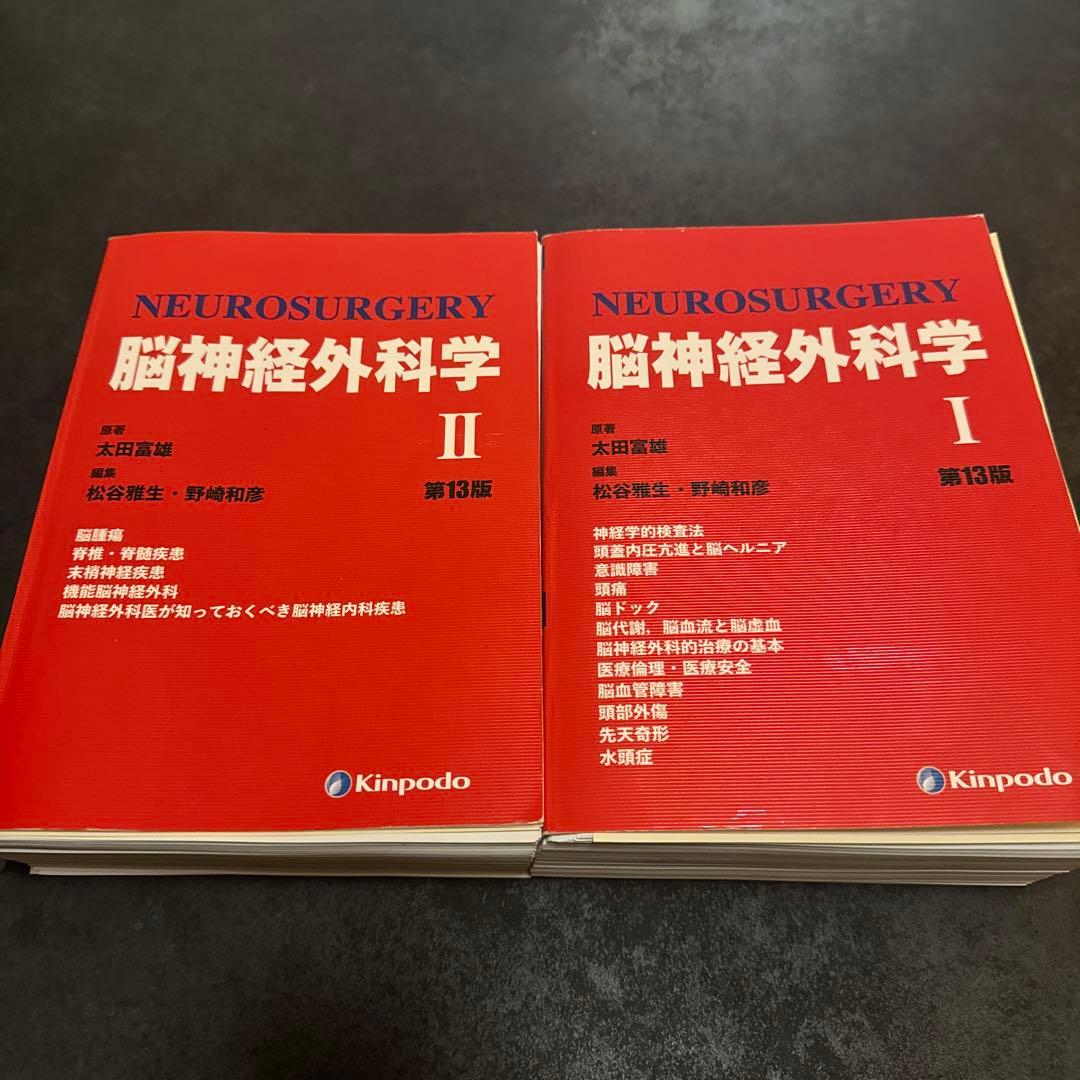 NEUROSURGERY
脳神経外科学
II
原著
太田富雄
編集
松谷雅生・野崎和彦
第13版
脳腫瘍
脊椎・脊髄疾患
末梢神経疾患
機能脳神経外科
脳神経外科医が知っておくべき脳神経内科疾患
Kinpodo
NEUROSURGERY
脳神経外科学
I
原著
太田富雄
編集
松谷雅生・野崎和彦
第13版
神経学的検査法
頭蓋内圧亢進と脳ヘルニア
意識障害
頭痛
脳ドック
脳代謝，脳血流と脳虚血
脳神経外科的治療の基本
医療倫理・医療安全
脳血管障害
頭部外傷
先天奇形
水頭症
Kinpodo